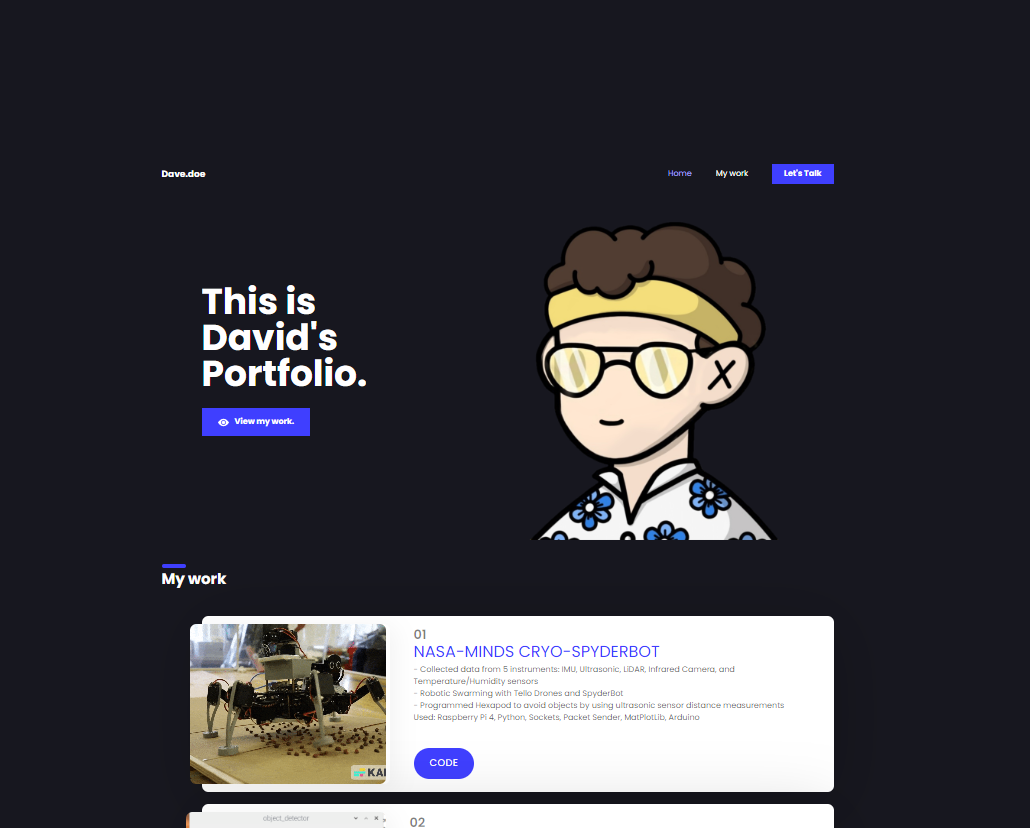 Dave.doe
Home
My work
Let's Talk
This is
David's
Portfolio.
View my work.
My work
01
NASA-MINDS CRYO-SPYDERBOT
- Collected data from 5 instruments: IMU, Ultrasonic, LiDAR, Infrared Camera, and
Temperature/Humidity sensors
- Robotic Swarming with Tello Drones and SpyderBot
- Programmed Hexapod to avoid objects by using ultrasonic sensor distance measurements
Used: Raspberry Pi 4, Python, Sockets, Packet Sender, MatPlotLib, Arduino
CODE
object_detector
02